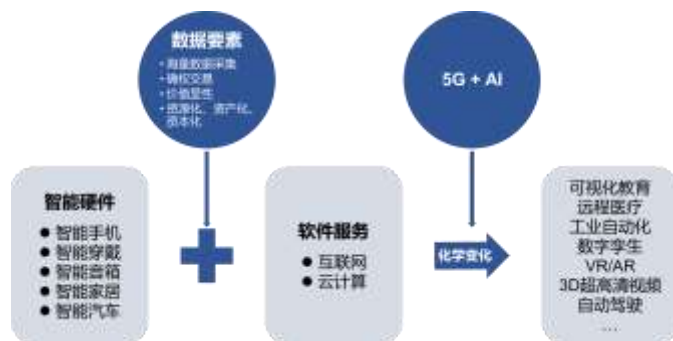 数据要素
• 海量数据采集
• 确权交易
• 价值显性
• 资源化、资产化、
资本化
5G + AI
智能硬件
● 智能手机
● 智能穿戴
● 智能音箱
● 智能家居
● 智能汽车
软件服务
● 互联网
● 云计算
化学变化
可视化教育
远程医疗
工业自动化
数字孪生
VR/AR
3D超高清视频
自动驾驶
…